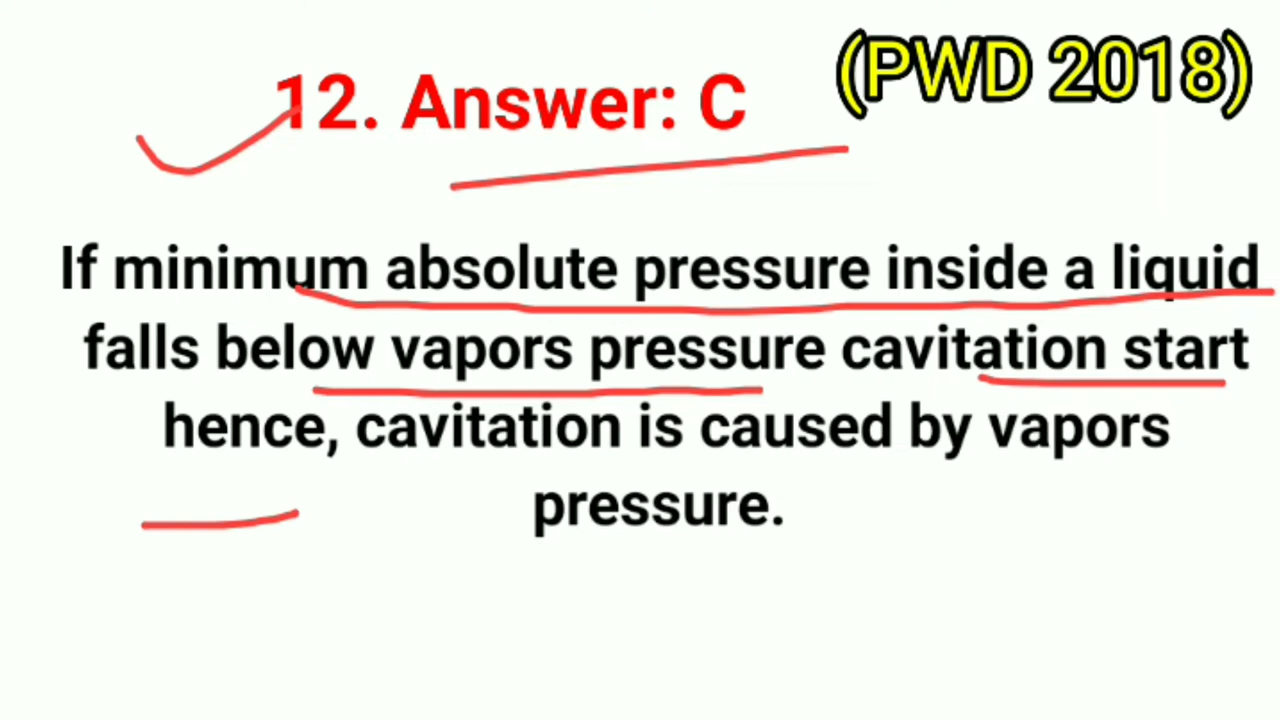 (PWD 2018)
12. Answer: C
If minimum absolute pressure inside a liquid
falls below vapors pressure cavitation start
hence, cavitation is caused by vapors
pressure.